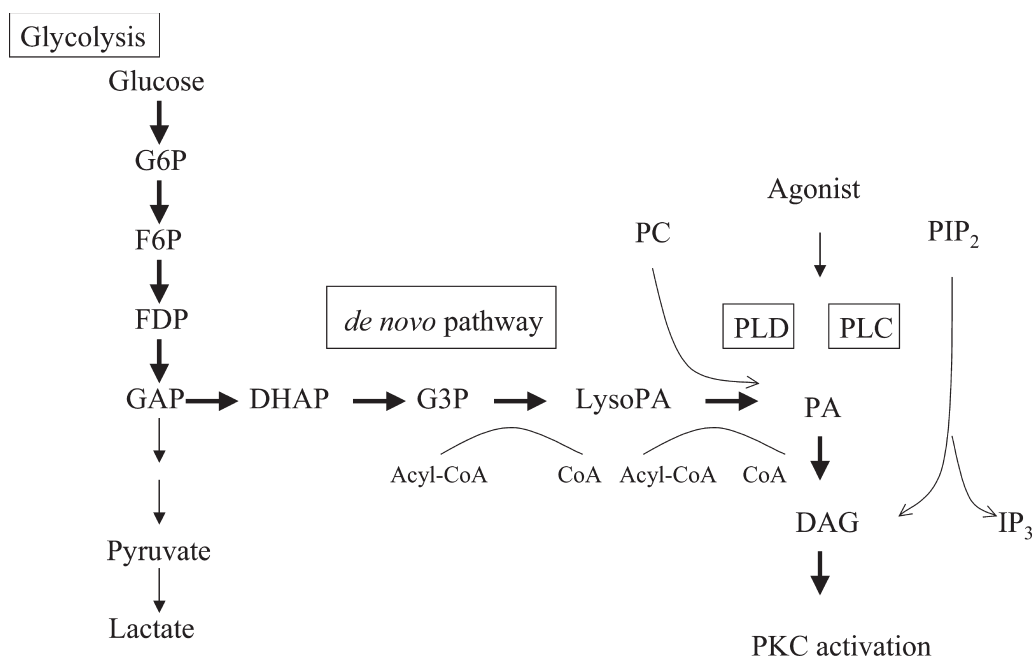 Glycolysis
Glucose
G6P
F6P
FDP
GAP
DHAP
G3P
LysoPA
PA
de novo pathway
PC
Agonist
PIP₂
PLD
PLC
Acyl-CoA
CoA
Acyl-CoA
CoA
DAG
IP₃
Pyruvate
Lactate
PKC activation